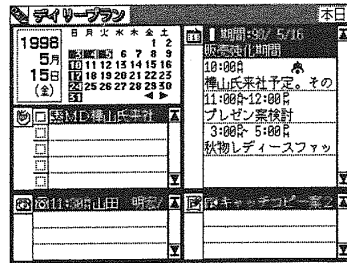 デイリープラン
本日
1998
5月
15日
(金)
日 月 火 水 木 金 土
1 2
3 4 5 6 7 8 9
10 11 12 13 14 15 16
17 18 19 20 21 22 23
24 25 26 27 28 29 30
31
期間:90/ 5/16
販売強化期間
10:00
樺山氏来社予定。その
11:00~12:00
プレゼン案検討
3:00~ 5:00
秋物レディースファッ
MD樺山氏来社
11:30 山田 明宏/
キャッチコピー案2